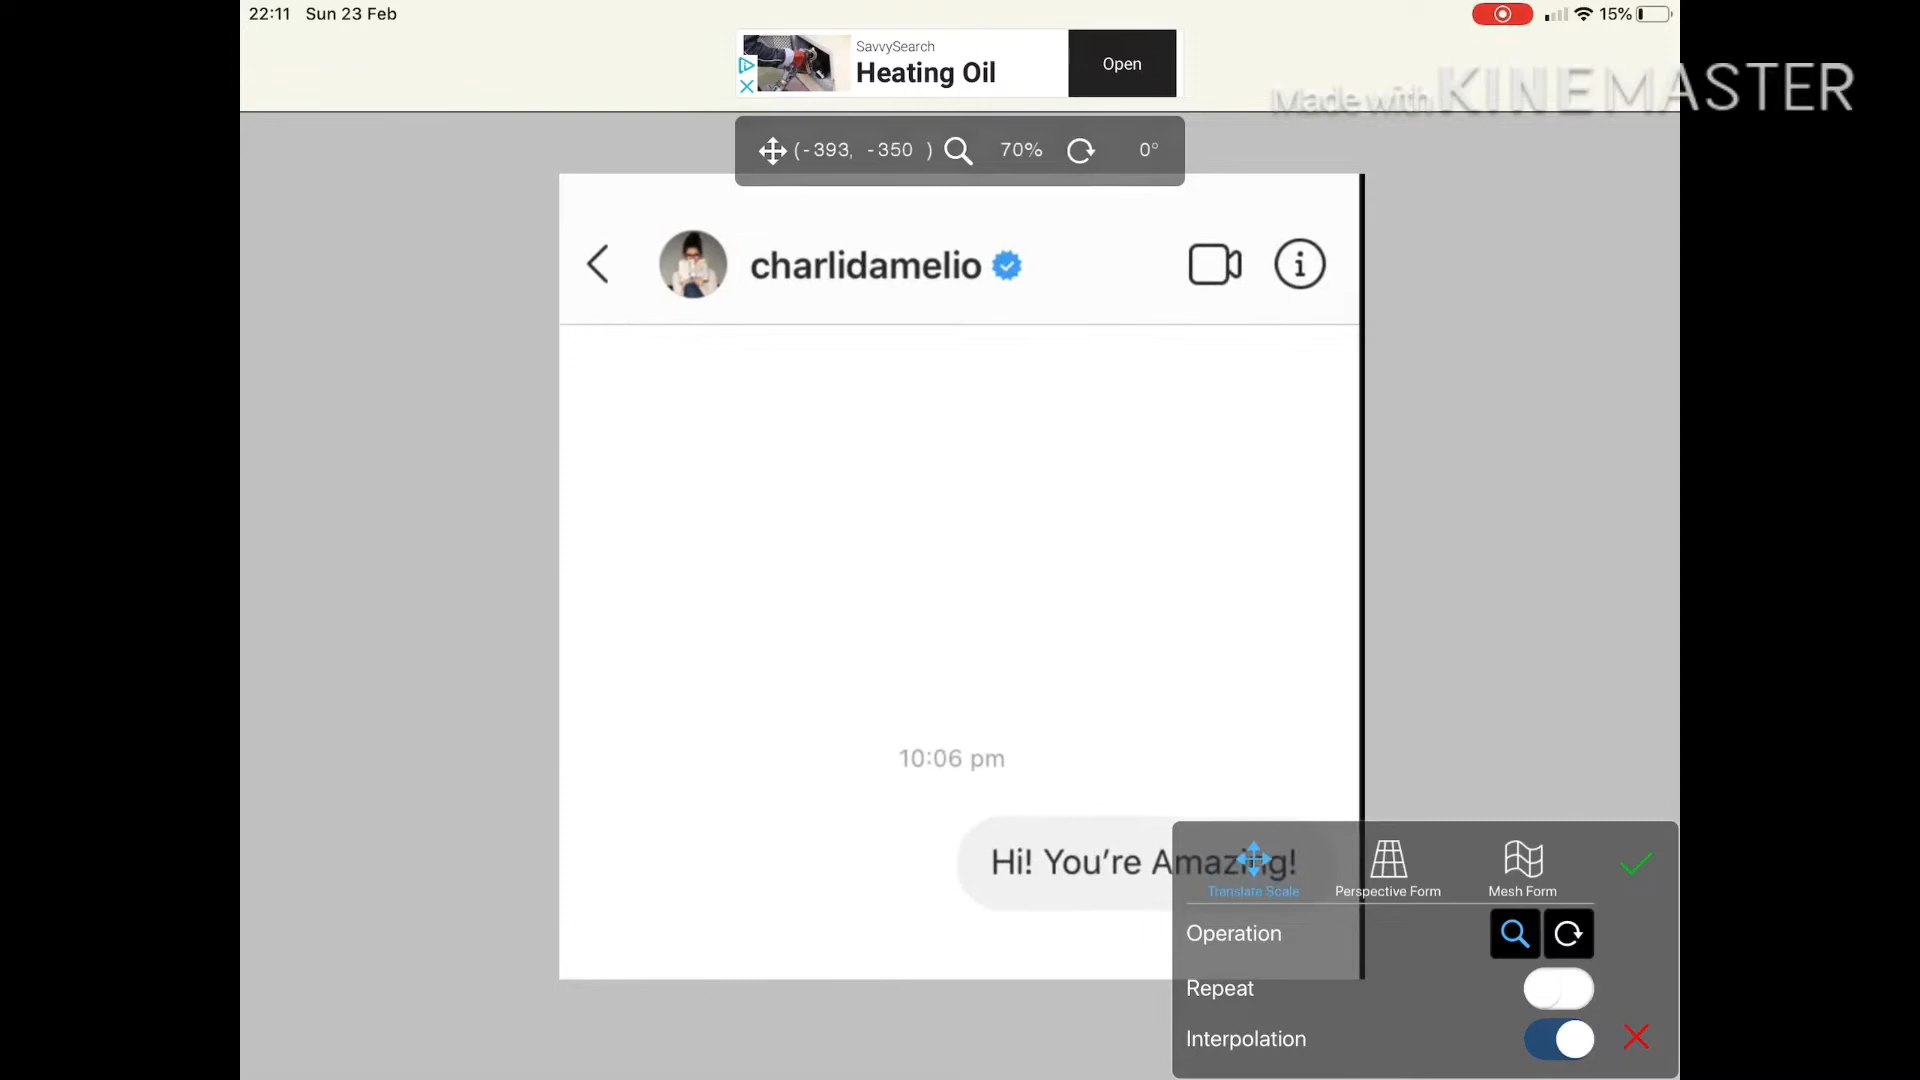 22:11 Sun 23 Feb
15%
SavvySearch
Heating Oil
Open
Made with KINEMASTER
(-393, -350 ) 70% 0°
charlidamelio
10:06 pm
Hi! You’re Amazing!
Translate Scale Perspective Form Mesh Form
Operation
Repeat
Interpolation